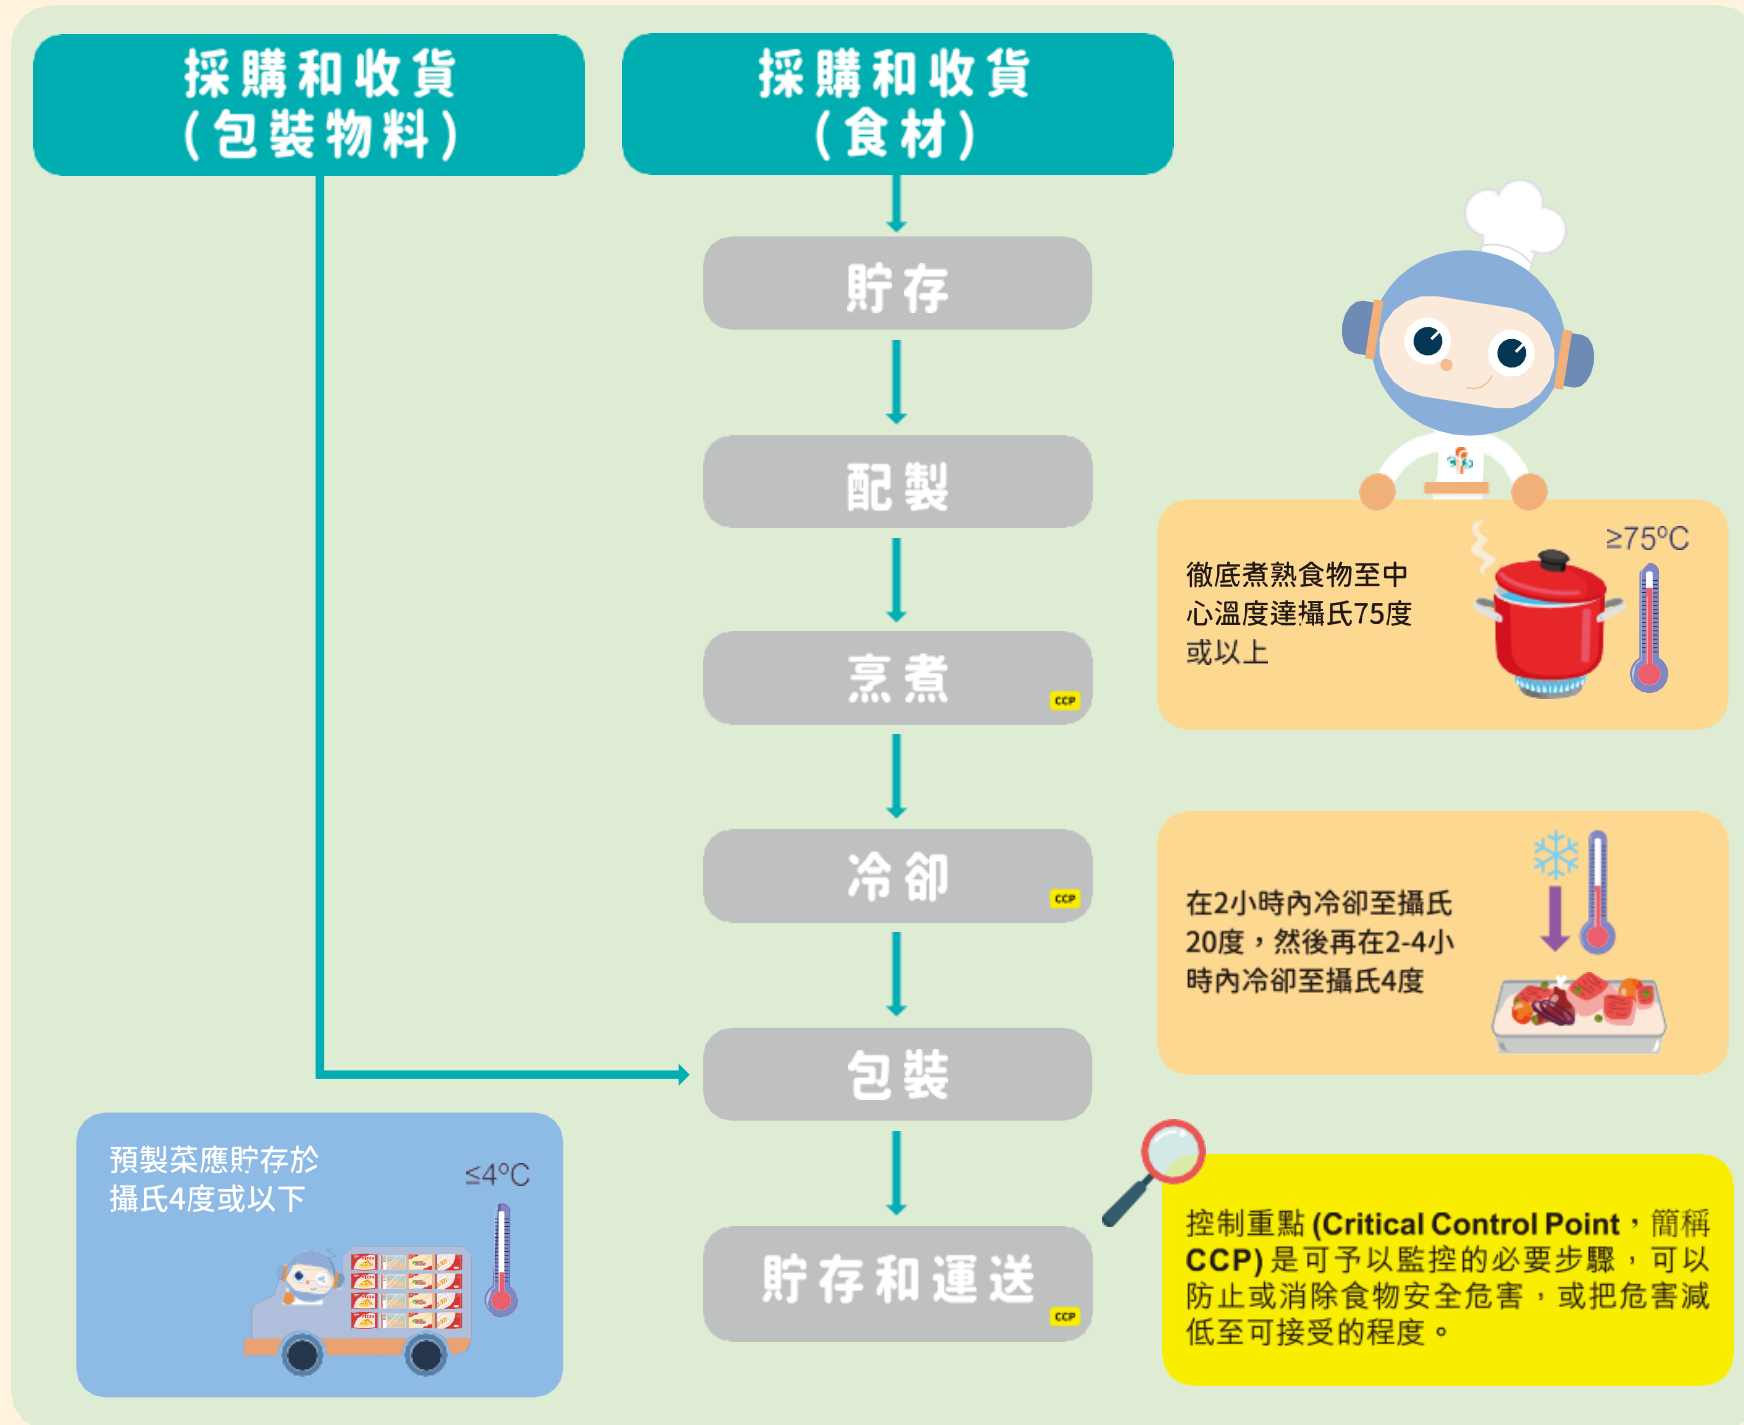 採購和收貨
(包裝物料)
採購和收貨
(食材)
貯存
配製
烹煮
CCP
≥75ºC
徹底煮熟食物至中
心溫度達攝氏75度
或以上
冷卻
CCP
在2小時內冷卻至攝氏
20度，然後再在2-4小
時內冷卻至攝氏4度
包裝
預製菜應貯存於
攝氏4度或以下
≤4ºC
貯存和運送
CCP
控制重點 (Critical Control Point，簡稱
CCP) 是可予以監控的必要步驟，可以
防止或消除食物安全危害，或把危害減
低至可接受的程度。